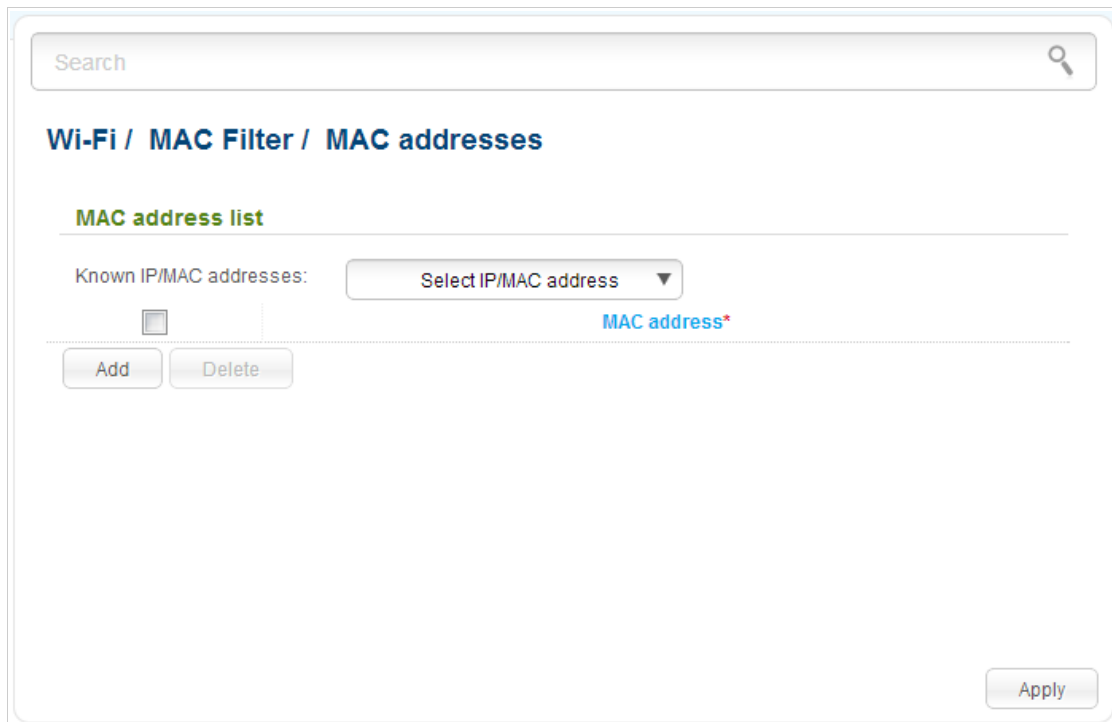 Search
Wi-Fi / MAC Filter / MAC addresses
MAC address list
Known IP/MAC addresses: Select IP/MAC address
MAC address*
Add Delete
Apply